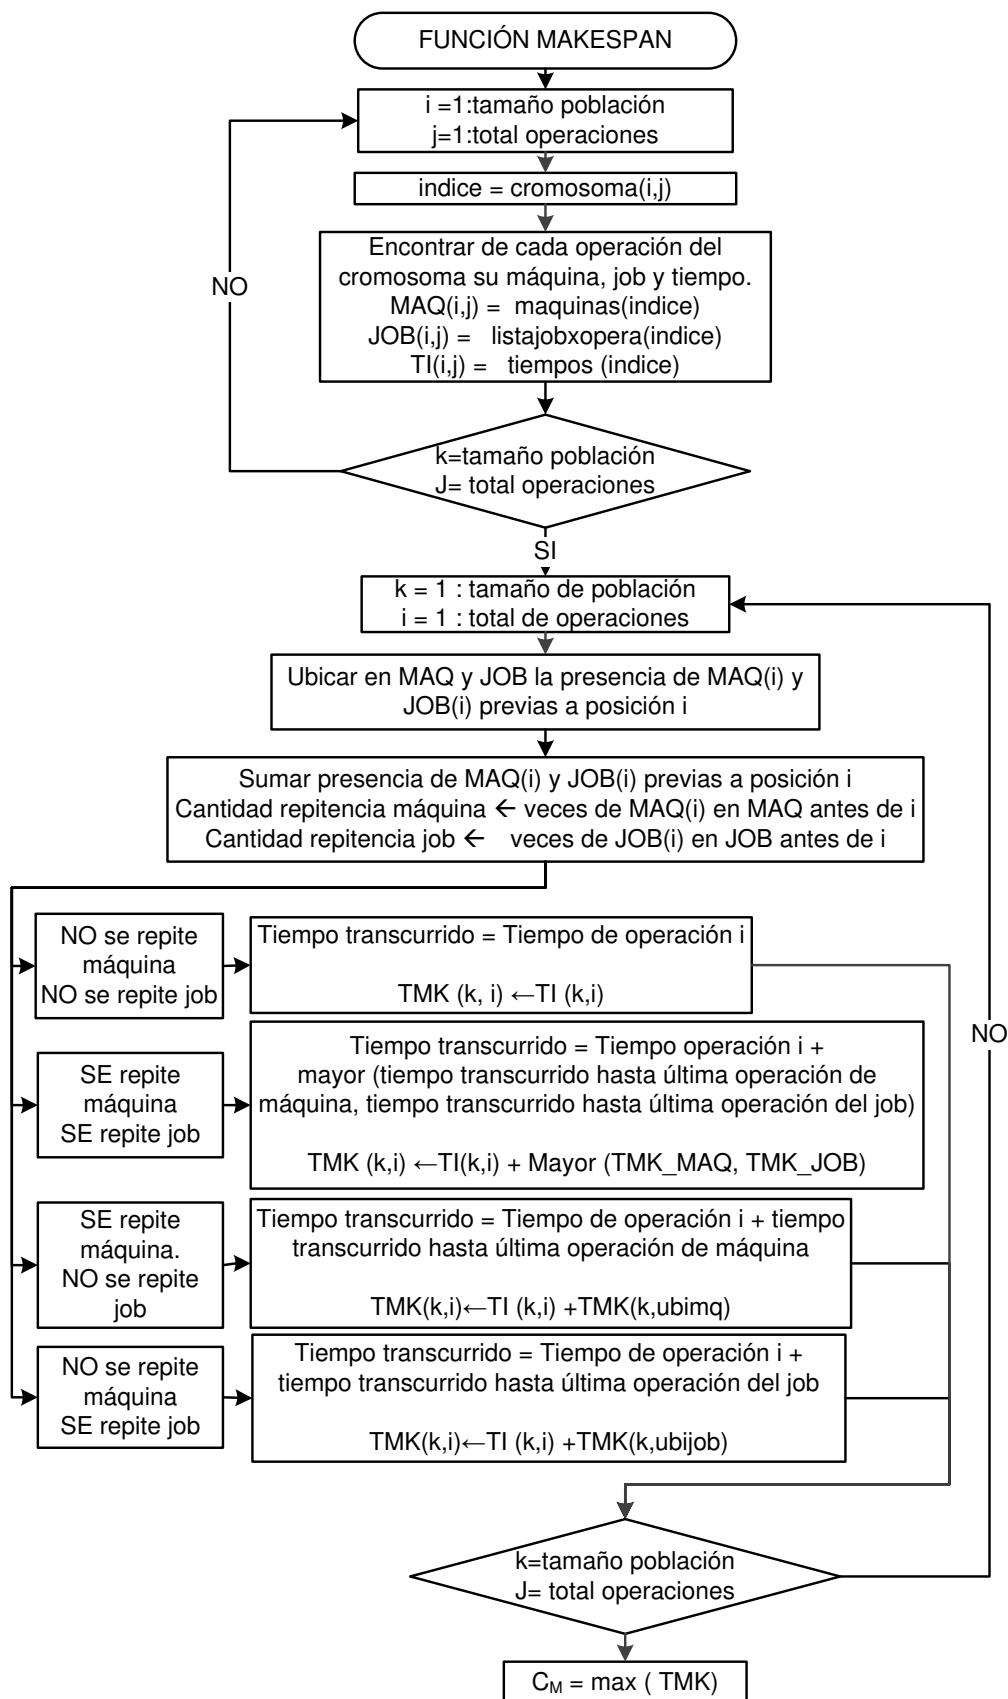 FUNCIÓN MAKESPAN
i =1:tamaño población
j=1:total operaciones
indice = cromosoma(i,j)
Encontrar de cada operación del
cromosoma su máquina, job y tiempo.
MAQ(i,j) = maquinas(indice)
JOB(i,j) = listajobxopera(indice)
TI(i,j) = tiempos (indice)
NO
k=tamaño población
J= total operaciones
SI
k = 1 : tamaño de población
i = 1 : total de operaciones
Ubicar en MAQ y JOB la presencia de MAQ(i) y
JOB(i) previas a posición i
Sumar presencia de MAQ(i) y JOB(i) previas a posición i
Cantidad repitencia máquina ← veces de MAQ(i) en MAQ antes de i
Cantidad repitencia job ← veces de JOB(i) en JOB antes de i
NO se repite
máquina
NO se repite job
Tiempo transcurrido = Tiempo de operación i
TMK (k, i) ←TI (k,i)
NO
SE repite
máquina
SE repite job
Tiempo transcurrido = Tiempo operación i +
mayor (tiempo transcurrido hasta última operación de
máquina, tiempo transcurrido hasta última operación del job)
TMK (k,i) ←TI(k,i) + Mayor (TMK_MAQ, TMK_JOB)
SE repite
máquina.
NO se repite
job
Tiempo transcurrido = Tiempo de operación i + tiempo
transcurrido hasta última operación de máquina
TMK(k,i)←TI (k,i) +TMK(k,ubimq)
NO se repite
máquina
SE repite job
Tiempo transcurrido = Tiempo de operación i +
tiempo transcurrido hasta última operación del job
TMK(k,i)←TI (k,i) +TMK(k,ubijob)
k=tamaño población
J= total operaciones
C_M = max ( TMK)